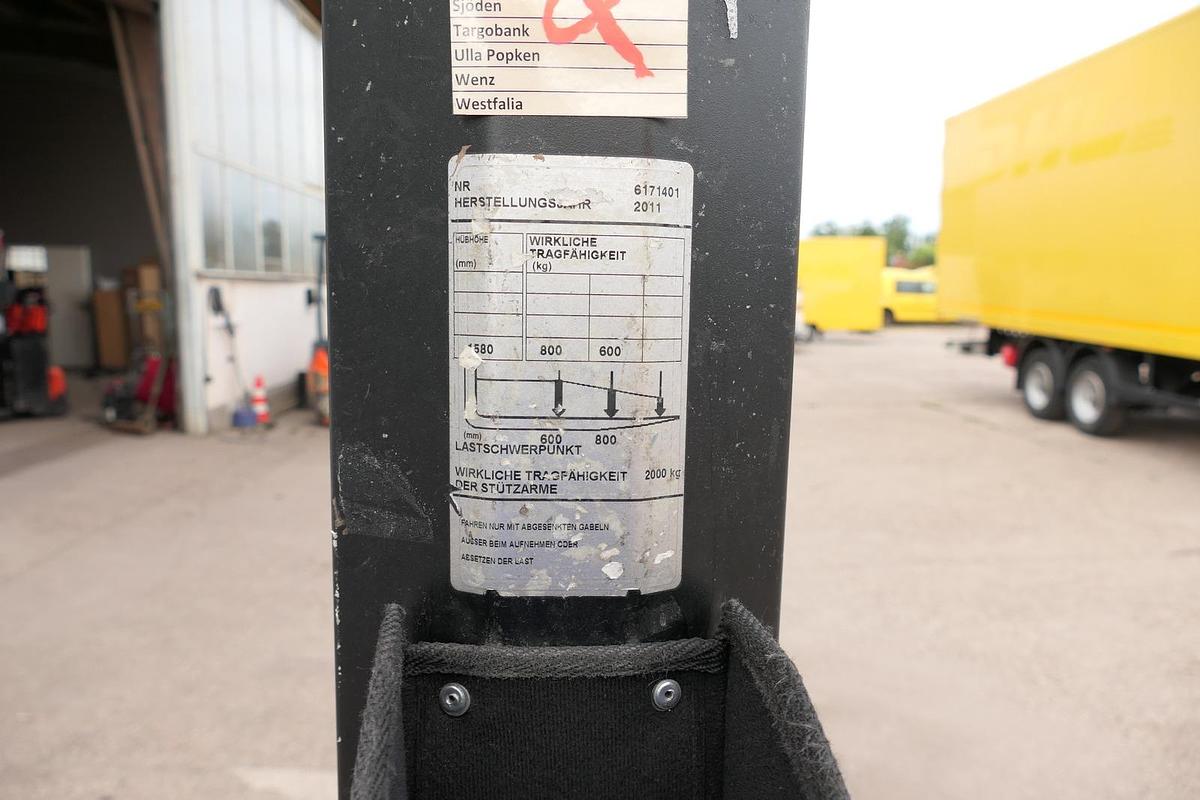 Sjöden
Targobank
Ulla Popken
Wenz
Westfalia
NR 6171401
HERSTELLUNGSJAHR 2011
HUBHÖHE WIRKLICHE
TRAGFÄHIGKEIT
(mm) (kg)
1580 800 600
(mm) 600 800
LASTSCHWERPUNKT
WIRKLICHE TRAGFÄHIGKEIT 2000 kg
DER STÜTZARME
FAHREN NUR MIT ABGESENKTEN GABELN
AUSSER BEIM AUFNEHMEN ODER
ABSETZEN DER LAST